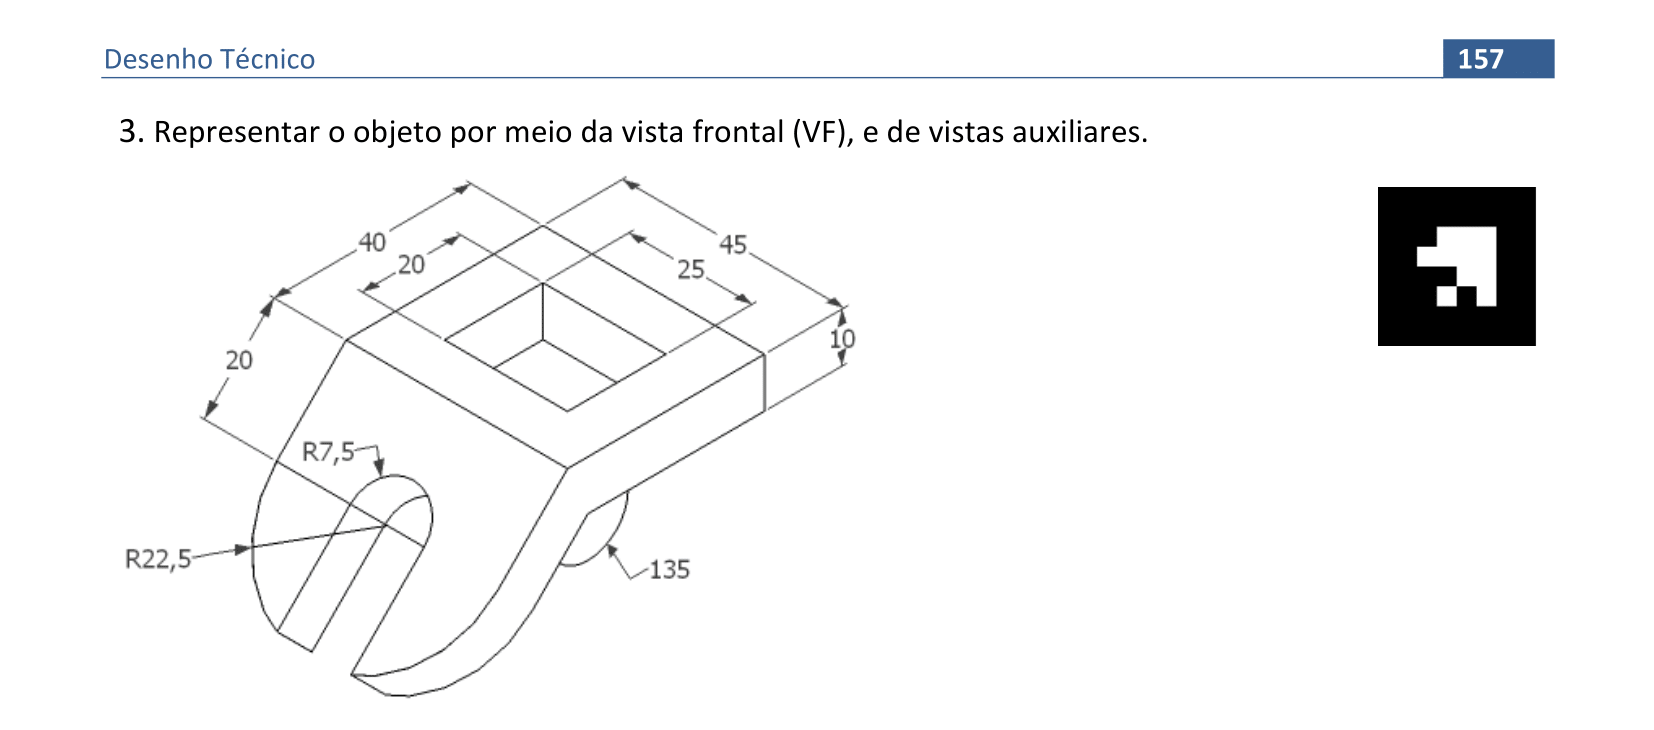 Desenho Técnico 157
3. Representar o objeto por meio da vista frontal (VF), e de vistas auxiliares.
40
45
20
25
10
20
R7,5
R22,5
135